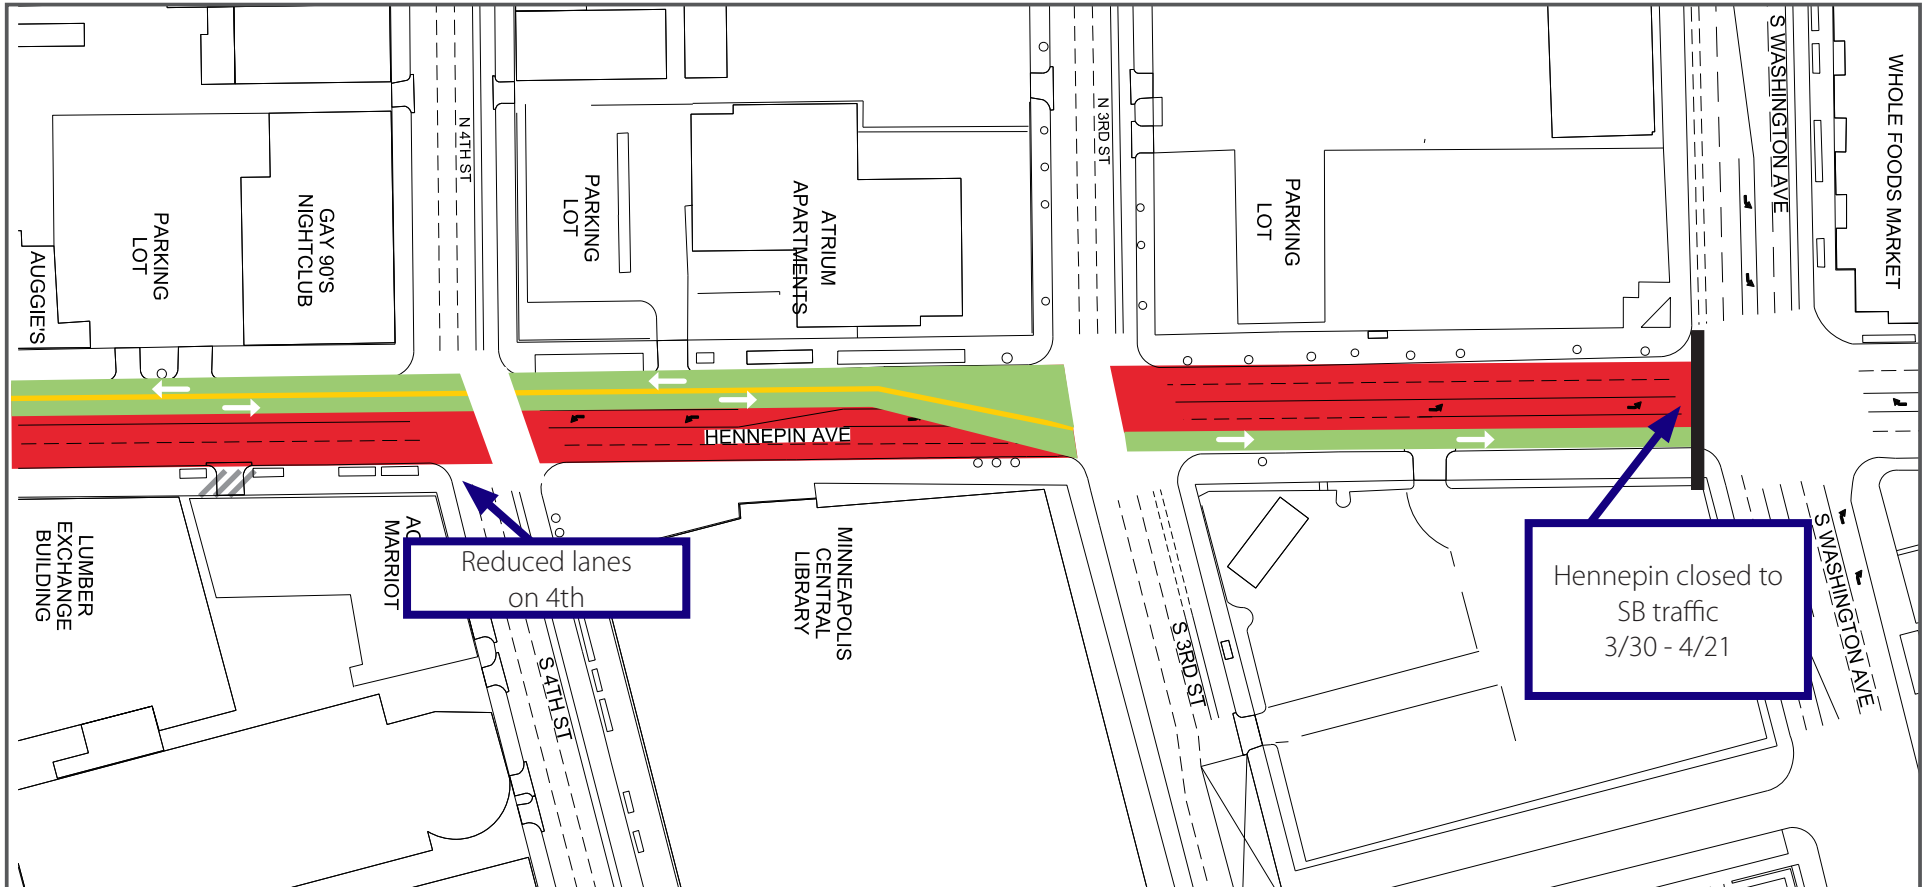 S WASHINGTON AVE
WHOLE FOODS MARKET
N 4TH ST
N 3RD ST
PARKING
LOT
GAY 90'S
NIGHTCLUB
AUGGIE'S
PARKING
LOT
ATRIUM
APARTMENTS
PARKING
LOT
HENNEPIN AVE
LUMBER
EXCHANGE
BUILDING
MARRIOT
Reduced lanes
on 4th
MINNEAPOLIS
CENTRAL
LIBRARY
S 4TH ST
S 3RD ST
Hennepin closed to
SB traffic
3/30 - 4/21
S WASHINGTON AVE